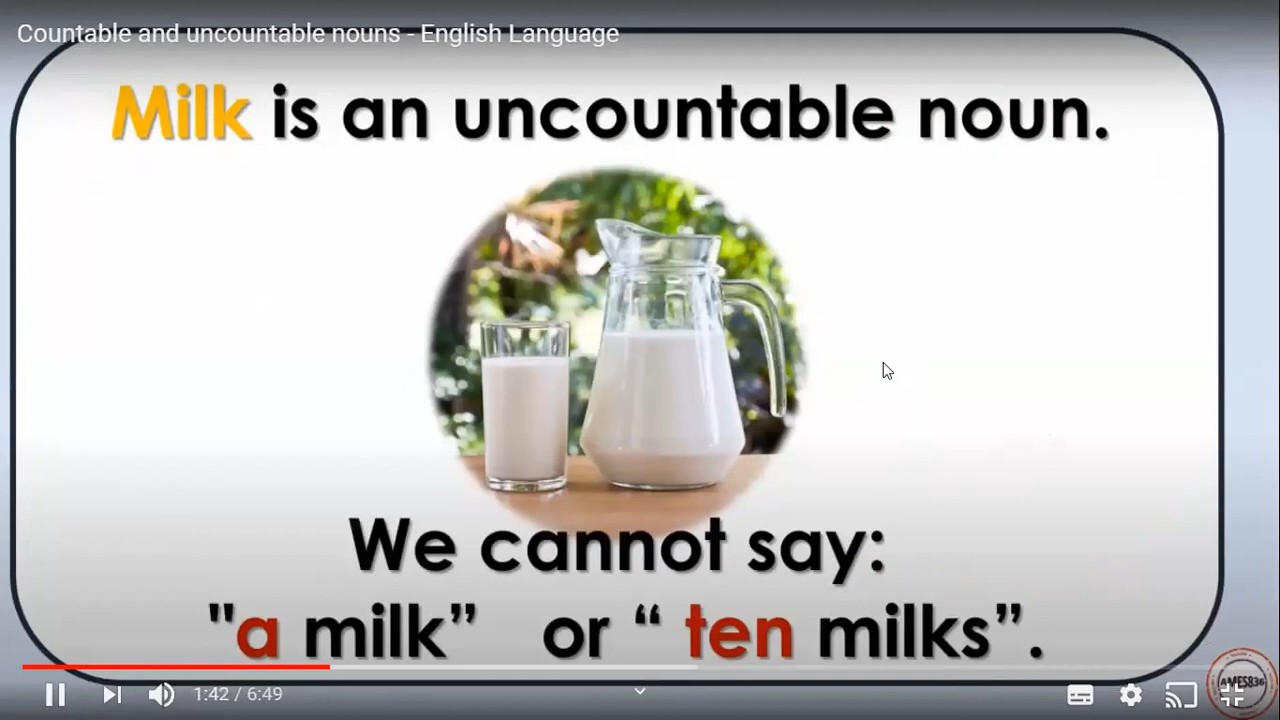 Countable and uncountable nouns - English Language
Milk is an uncountable noun.
We cannot say:
"a milk” or “ ten milks”.
1:42 / 6:49